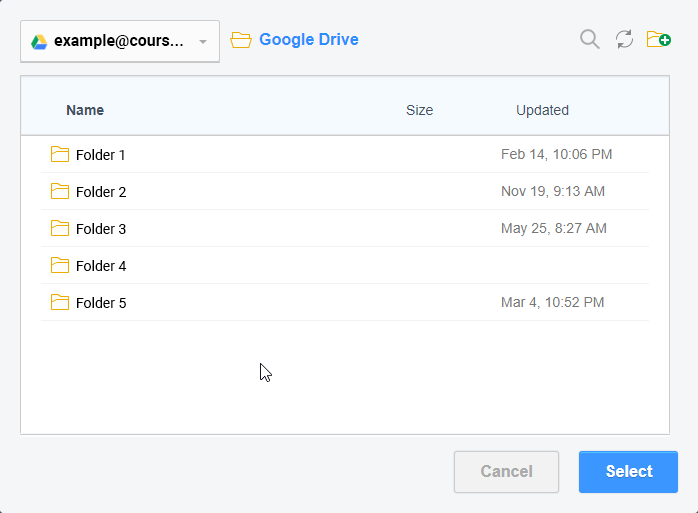 example@cours... Google Drive
Name Size Updated
Folder 1 Feb 14, 10:06 PM
Folder 2 Nov 19, 9:13 AM
Folder 3 May 25, 8:27 AM
Folder 4
Folder 5 Mar 4, 10:52 PM
Cancel Select